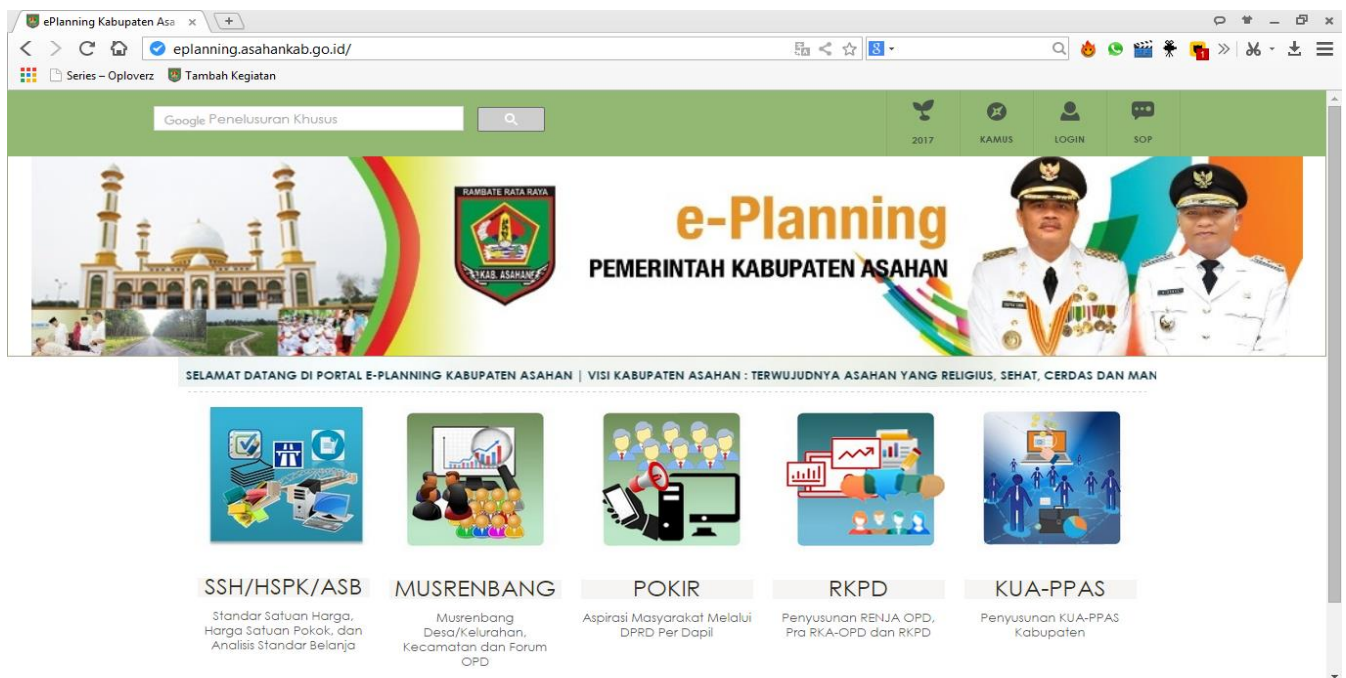 ePlanning Kabupaten Asa
eplanning.asahankab.go.id/
Series – Oploverz
Tambah Kegiatan
Google Penelusuran Khusus
2017
KAMUS
LOGIN
SOP
RAMBATE RATA RAYA
KAB. ASAHAN
e-Planning
PEMERINTAH KABUPATEN ASAHAN
SELAMAT DATANG DI PORTAL E-PLANNING KABUPATEN ASAHAN | VISI KABUPATEN ASAHAN : TERWUJUDNYA ASAHAN YANG RELIGIUS, SEHAT, CERDAS DAN MAN
SSH/HSPK/ASB
Standar Satuan Harga,
Harga Satuan Pokok, dan
Analisis Standar Belanja
MUSRENBANG
Musrenbang
Desa/Kelurahan,
Kecamatan dan Forum
OPD
POKIR
Aspirasi Masyarakat Melalui
DPRD Per Dapil
RKPD
Penyusunan RENJA OPD,
Pra RKA-OPD dan RKPD
KUA-PPAS
Penyusunan KUA-PPAS
Kabupaten